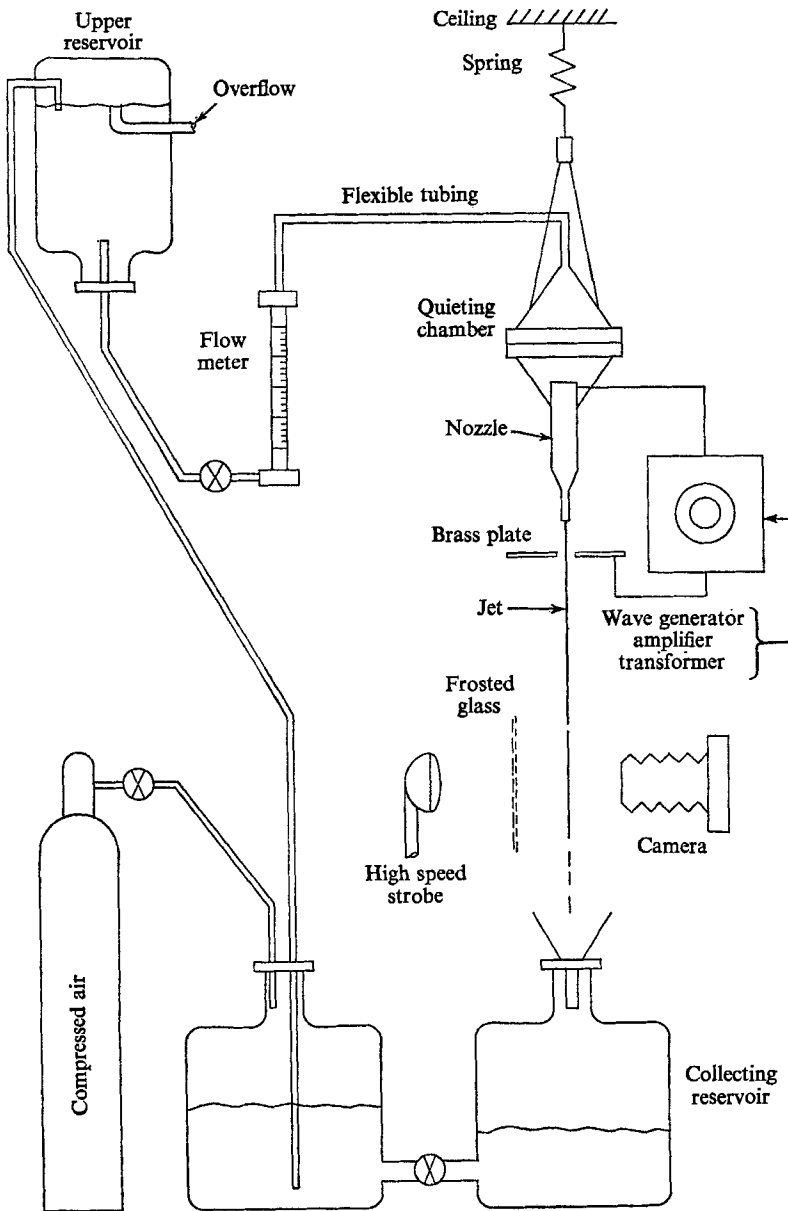 Upper
reservoir
Ceiling
Spring
Overflow
Flexible tubing
Quieting
chamber
Flow
meter
Nozzle
Brass plate
Jet
Wave generator
amplifier
transformer
Frosted
glass
Camera
High speed
strobe
Compressed air
Collecting
reservoir